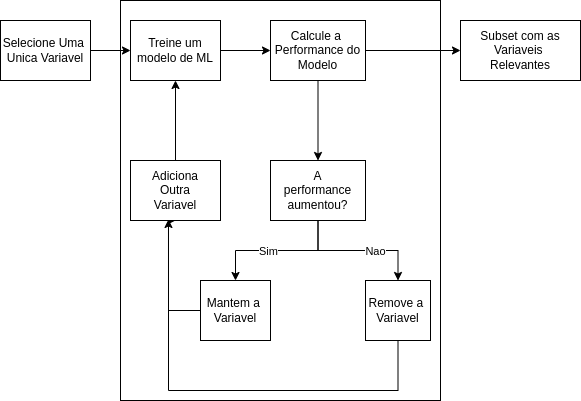 Selecione Uma
Unica Variavel
Treine um
modelo de ML
Calcule a
Performance do
Modelo
Subset com as
Variaveis
Relevantes
Adiciona
Outra
Variavel
A
performance
aumentou?
Sim
Nao
Mantem a
Variavel
Remove a
Variavel